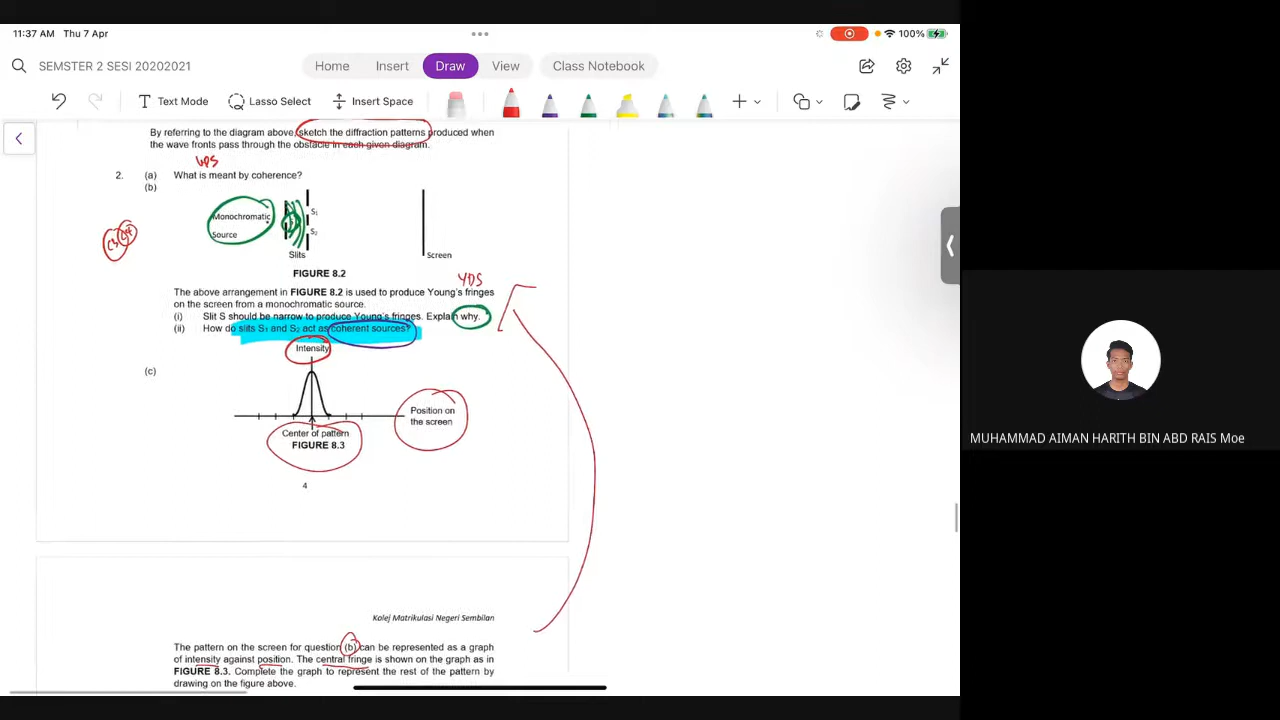 11:37 AM Thu 7 Apr
100%
SEMSTER 2 SESI 20202021
Home Insert Draw View Class Notebook
Text Mode Lasso Select Insert Space
By referring to the diagram above, sketch the diffraction patterns produced when
the wave fronts pass through the obstacle in each given diagram.
2. (a) What is meant by coherence?
(b)
Monochromatic
Source
S1
S2
Slits
Screen
FIGURE 8.2
YDS
The above arrangement in FIGURE 8.2 is used to produce Young's fringes
on the screen from a monochromatic source.
(i) Slit S should be narrow to produce Young's fringes. Explain why.
(ii) How do slits S1 and S2 act as coherent sources?
Intensity
(c)
Position on
the screen
Center of pattern
FIGURE 8.3
4
Kolej Matrikulasi Negeri Sembilan
The pattern on the screen for question (b) can be represented as a graph
of intensity against position. The central fringe is shown on the graph as in
FIGURE 8.3. Complete the graph to represent the rest of the pattern by
drawing on the figure above.
MUHAMMAD AIMAN HARITH BIN ABD RAIS Moe